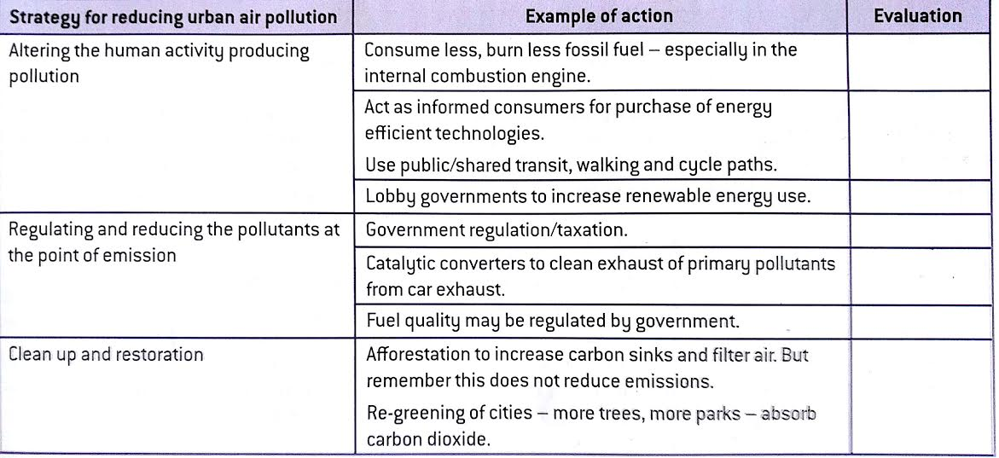 Strategy for reducing urban air pollution
Example of action
Evaluation
Altering the human activity producing
pollution
Consume less, burn less fossil fuel – especially in the
internal combustion engine.
Act as informed consumers for purchase of energy
efficient technologies.
Use public/shared transit, walking and cycle paths.
Lobby governments to increase renewable energy use.
Regulating and reducing the pollutants at
the point of emission
Government regulation/taxation.
Catalytic converters to clean exhaust of primary pollutants
from car exhaust.
Fuel quality may be regulated by government.
Clean up and restoration
Afforestation to increase carbon sinks and filter air. But
remember this does not reduce emissions.
Re-greening of cities – more trees, more parks – absorb
carbon dioxide.